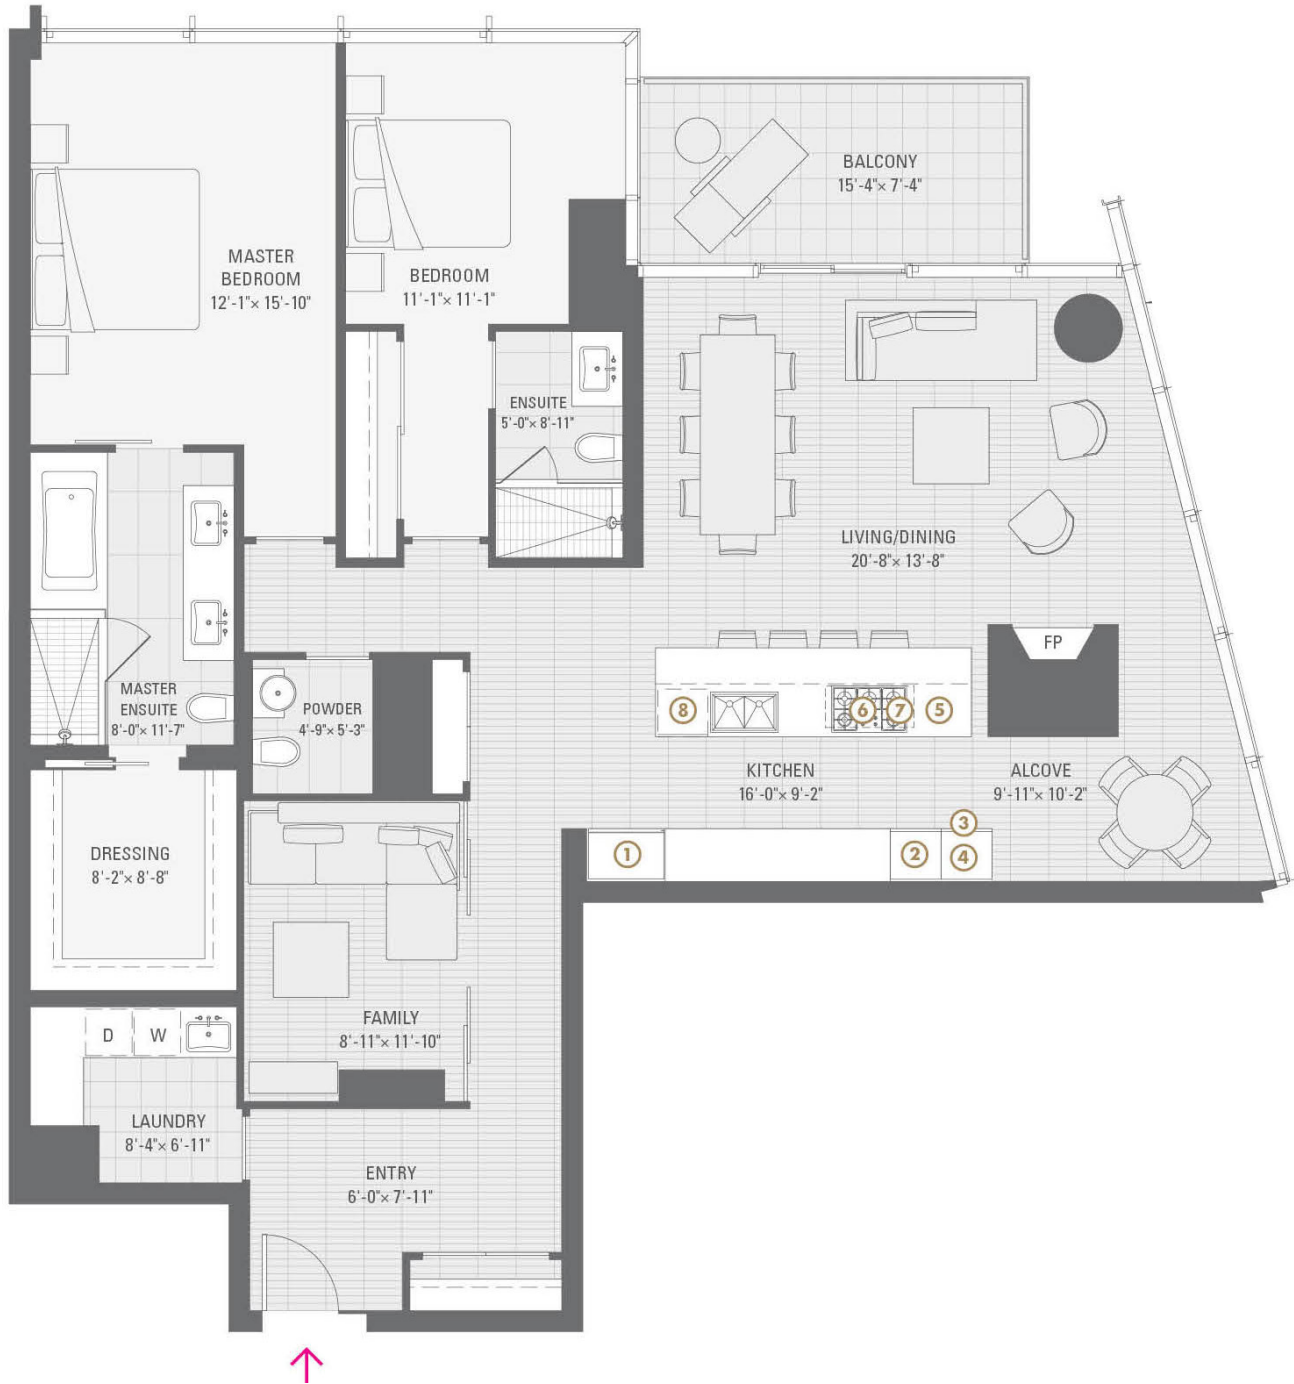 BALCONY
15'-4"× 7'-4"
MASTER
BEDROOM
12'-1"× 15'-10"
BEDROOM
11'-1"× 11'-1"
ENSUITE
5'-0"× 8'-11"
LIVING/DINING
20'-8"× 13'-8"
FP
MASTER
ENSUITE
8'-0"× 11'-7"
POWDER
4'-9"× 5'-3"
8
6
7
5
KITCHEN
16'-0"× 9'-2"
ALCOVE
9'-11"× 10'-2"
3
1
2
4
DRESSING
8'-2"× 8'-8"
FAMILY
8'-11"× 11'-10"
D
W
LAUNDRY
8'-4"× 6'-11"
ENTRY
6'-0"× 7'-11"